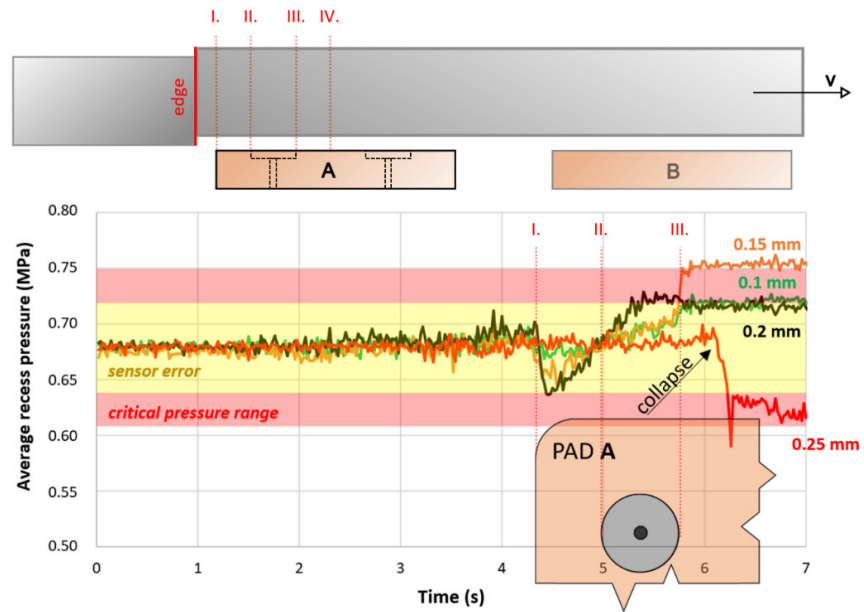 I. II. III. IV.
edge
v
A
B
Average recess pressure (MPa)
0.80
0.75
0.70
0.65
0.60
0.55
0.50
I. II. III.
0.15 mm
0.1 mm
0.2 mm
sensor error
critical pressure range
collapse
0.25 mm
PAD A
0 1 2 3 4 5 6 7
Time (s)